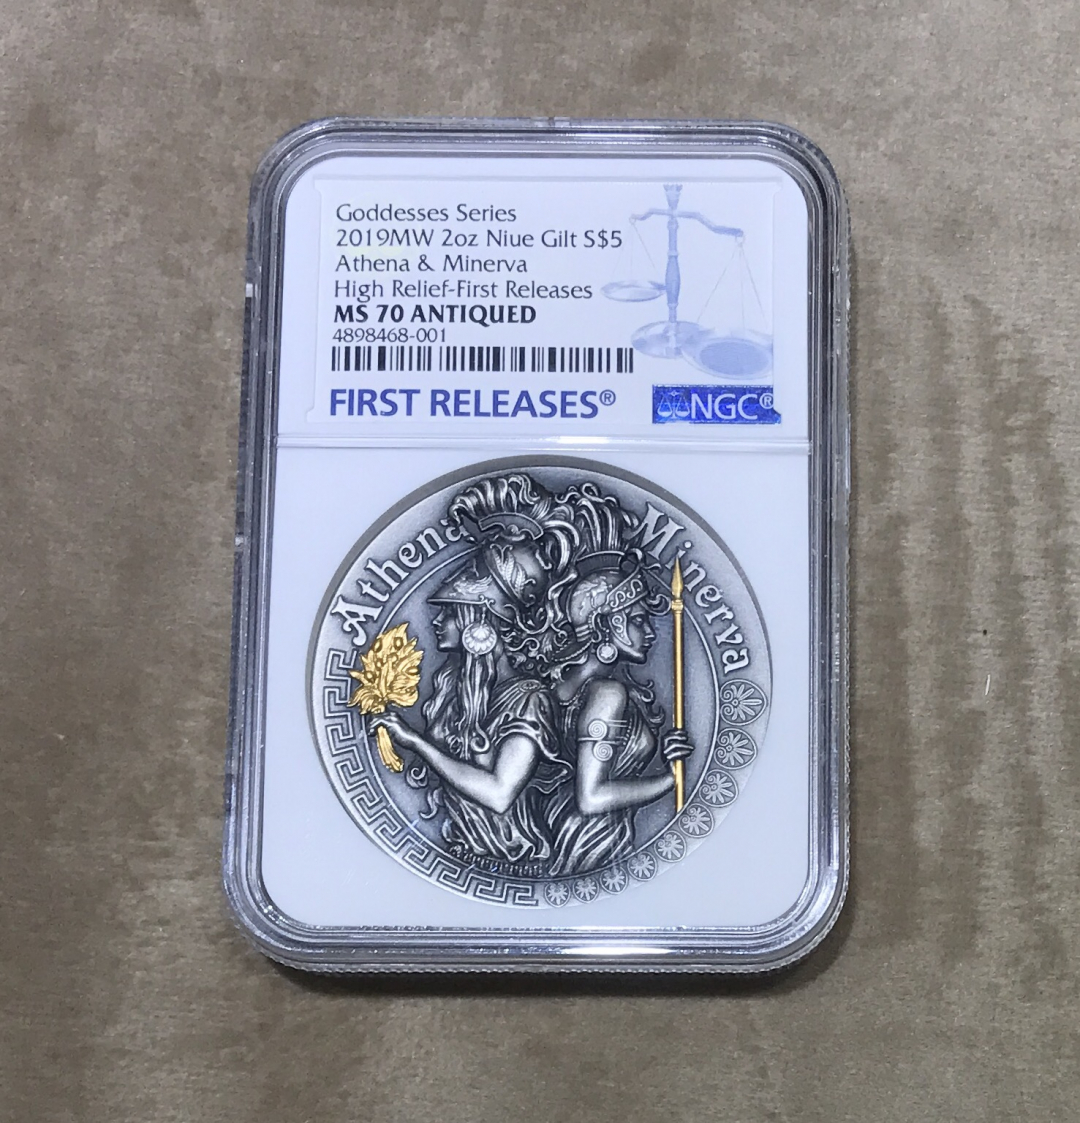 Goddesses Series
2019MW 2oz Niue Gilt S$5
Athena & Minerva
High Relief-First Releases
MS 70 ANTIQUED
4898468-001
FIRST RELEASES®
NGC®
Athena
Minerva